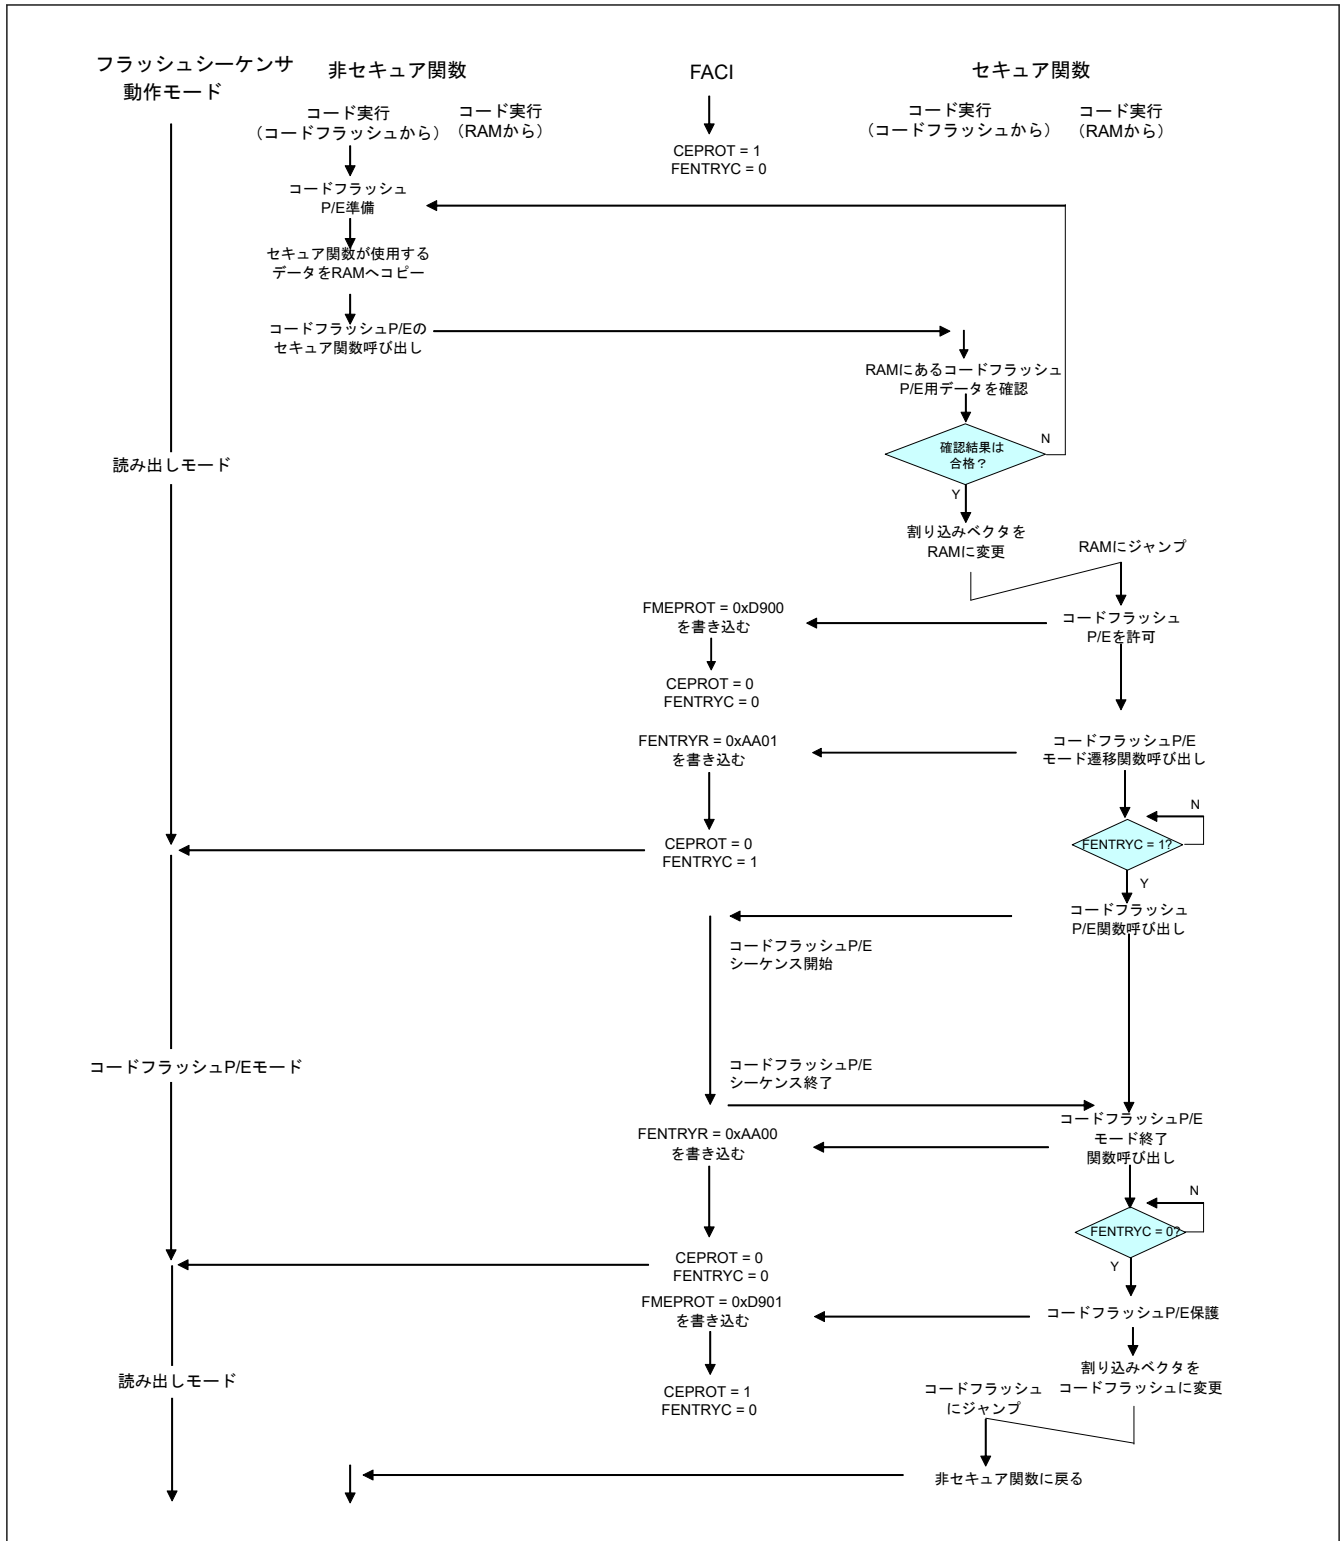 フラッシュシーケンサ
動作モード
非セキュア関数
FACI
セキュア関数
コード実行
（コードフラッシュから）
コード実行
（RAMから）
コード実行
（コードフラッシュから）
コード実行
（RAMから）
CEPROT = 1
FENTRYC = 0
コードフラッシュ
P/E準備
セキュア関数が使用する
データをRAMへコピー
コードフラッシュP/Eの
セキュア関数呼び出し
RAMにあるコードフラッシュ
P/E用データを確認
確認結果は
合格？
N
Y
読み出しモード
割り込みベクタを
RAMに変更
RAMにジャンプ
FMEPROT = 0xD900
を書き込む
コードフラッシュ
P/Eを許可
CEPROT = 0
FENTRYC = 0
FENTRYR = 0xAA01
を書き込む
コードフラッシュP/E
モード遷移関数呼び出し
N
CEPROT = 0
FENTRYC = 1
FENTRYC = 1?
Y
コードフラッシュ
P/E関数呼び出し
コードフラッシュP/E
シーケンス開始
コードフラッシュP/Eモード
コードフラッシュP/E
シーケンス終了
FENTRYR = 0xAA00
を書き込む
コードフラッシュP/E
モード終了
関数呼び出し
N
FENTRYC = 0?
Y
CEPROT = 0
FENTRYC = 0
FMEPROT = 0xD901
を書き込む
コードフラッシュP/E保護
読み出しモード
CEPROT = 1
FENTRYC = 0
割り込みベクタを
コードフラッシュに変更
コードフラッシュ
にジャンプ
非セキュア関数に戻る